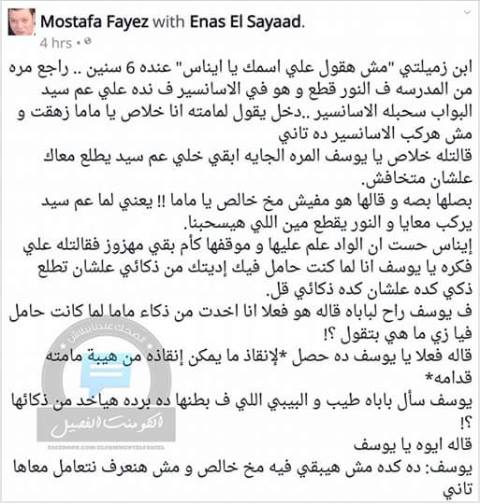 Mostafa Fayez with Enas El Sayaad.
4 hrs •
ابن زميلتي "مش هقول علي اسمك يا ايناس" عنده 6 سنين .. راجع مره
من المدرسه ف النور قطع و هو في الاسانسير ف نده علي عم سيد
البواب سحبله الاسانسير ..دخل يقول لمامته انا خلاص يا ماما زهقت و
مش هركب الاسانسير ده تاني
قالتله خلاص يا يوسف المره الجايه ابقي خلي عم سيد يطلع معاك
علشان متخافش.
بصلها بصه و قالها هو مفيش مخ خالص يا ماما !! يعني لما عم سيد
يركب معايا و النور يقطع مين اللي هيسحبنا.
إيناس حست ان الواد علم عليها و موقفها كأم بقي مهزوز فقالتله علي
فكره يا يوسف انا لما كنت حامل فيك إديتك من ذكائي علشان تطلع
ذكي كده علشان كده ذكائي قل.
ف يوسف راح لباباه قاله هو فعلا انا اخدت من ذكاء ماما لما كانت حامل
فيا زي ما هي بتقول ؟!
قاله فعلا يا يوسف ده حصل *لإنقاذ ما يمكن إنقاذه من هيبة مامته
قدامه*
يوسف سأل باباه طيب و البيبي اللي ف بطنها ده برده هياخد من ذكائها
؟!
قاله ايوه يا يوسف
يوسف: ده كده مش هيبقي فيه مخ خالص و مش هنعرف نتعامل معاها
تاني
الكومنت الفصيل